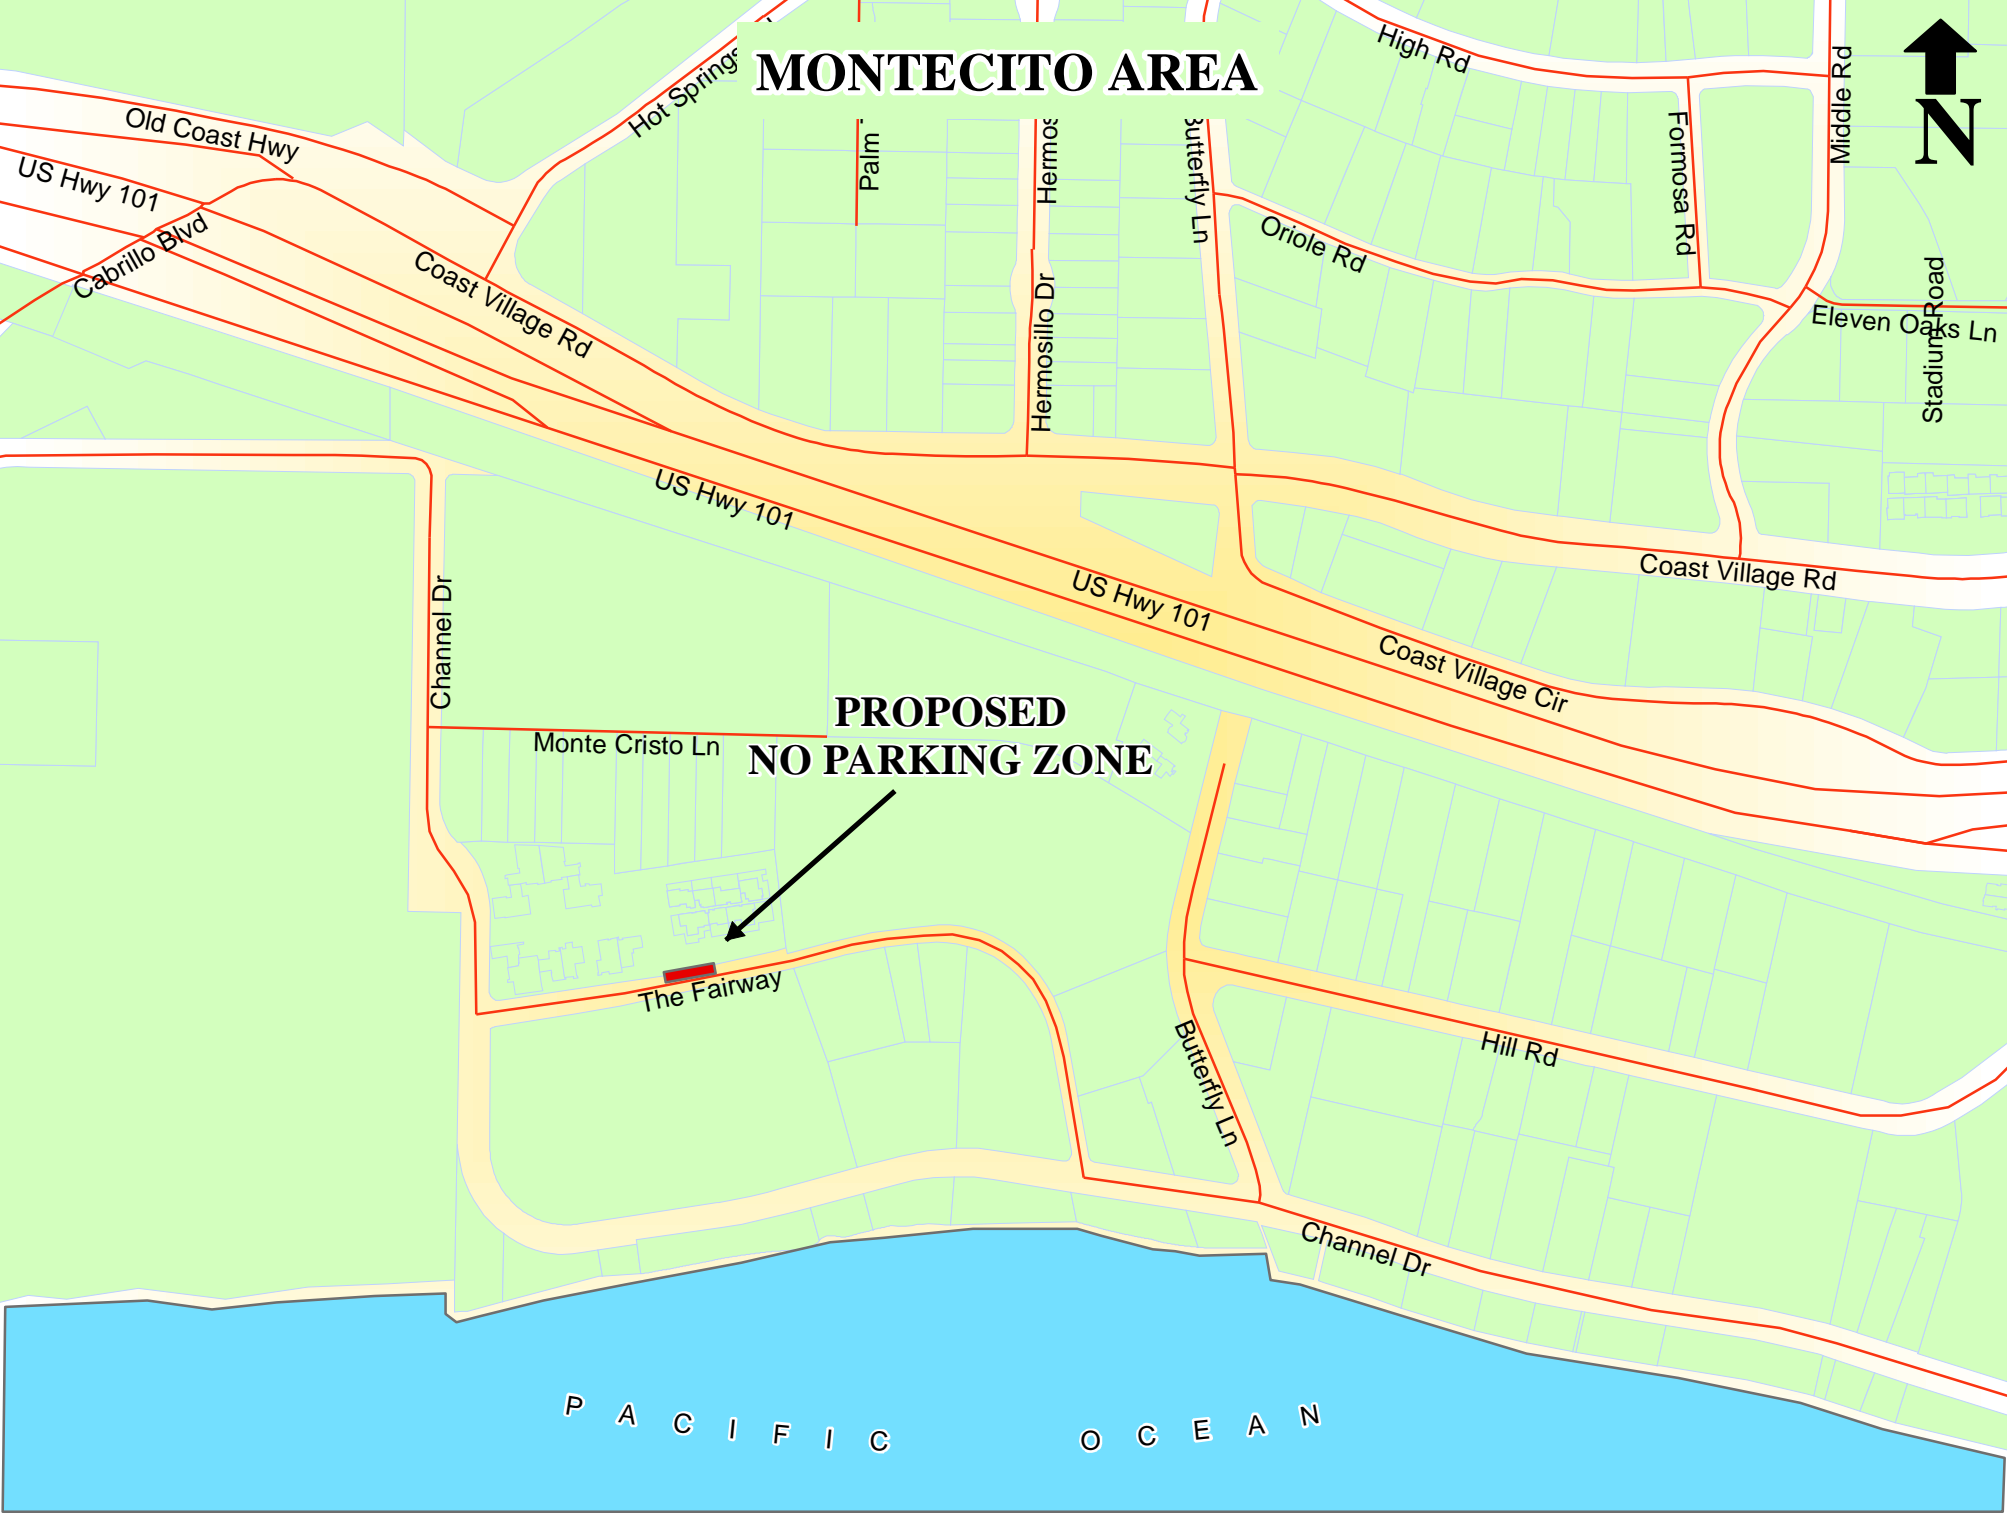 High Rd
Hot Springs
MONTECITO AREA
Middle Rd
N
Old Coast Hwy
Palm
Hermos
Butterfly Ln
Formosa Rd
US Hwy 101
Cabrillo Blvd
Oriole Rd
Coast Village Rd
Hermosillo Dr
Eleven Oaks Ln
Stadium Road
US Hwy 101
US Hwy 101
Coast Village Rd
Channel Dr
Coast Village Cir
PROPOSED
NO PARKING ZONE
Monte Cristo Ln
The Fairway
Hill Rd
Butterfly Ln
Channel Dr
PACIFIC OCEAN